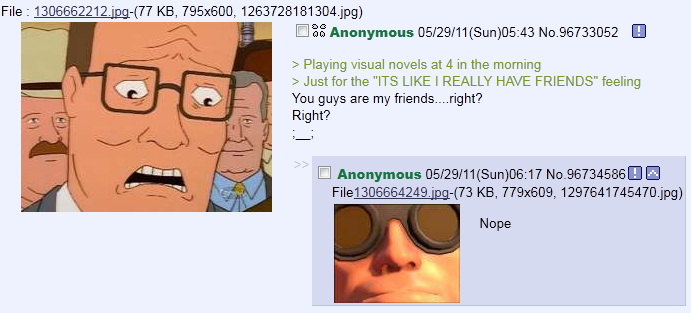 File : 1306662212.jpg-(77 KB, 795x600, 1263728181304.jpg)
Anonymous 05/29/11(Sun)05:43 No.96733052
> Playing visual novels at 4 in the morning
> Just for the "ITS LIKE I REALLY HAVE FRIENDS" feeling
You guys are my friends....right?
Right?
;__;
>> Anonymous 05/29/11(Sun)06:17 No.96734586
File1306664249.jpg-(73 KB, 779x609, 1297641745470.jpg)
Nope